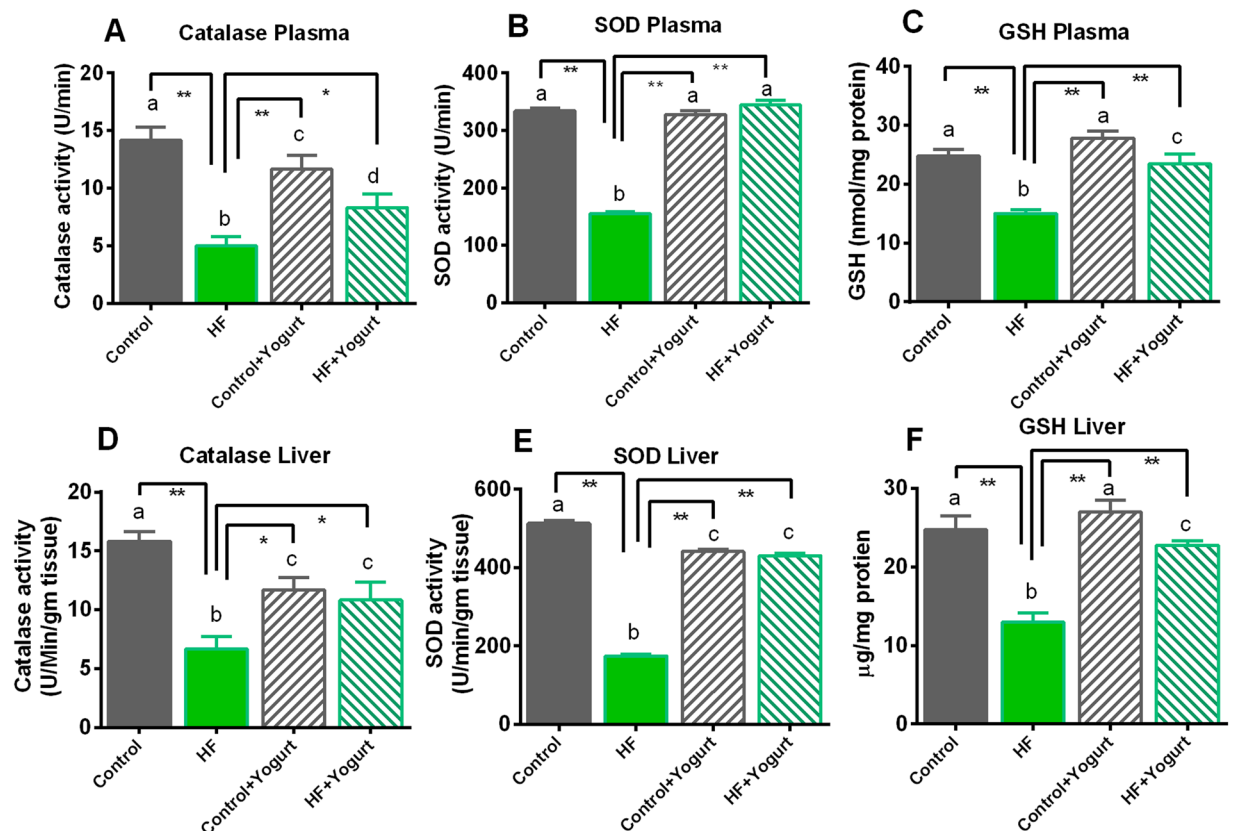 A
Catalase Plasma
Catalase activity (U/min)
20
15
10
5
0
a
**
b
**
c
*
d
Control
HF
Control+Yogurt
HF+Yogurt
B
SOD Plasma
SOD activity (U/min)
400
300
200
100
0
a
**
b
**
a
**
a
Control
HF
Control+Yogurt
HF+Yogurt
C
GSH Plasma
GSH (nmol/mg protein)
40
30
20
10
0
a
**
b
**
a
**
c
Control
HF
Control+Yogurt
HF+Yogurt
D
Catalase Liver
Catalase activity
(U/Min/gm tissue)
20
15
10
5
0
a
**
b
*
c
*
c
Control
HF
Control+Yogurt
HF+Yogurt
E
SOD Liver
SOD activity
(U/min/gm tissue)
600
400
200
0
a
**
b
**
c
**
c
Control
HF
Control+Yogurt
HF+Yogurt
F
GSH Liver
µg/mg protien
30
20
10
0
a
**
b
**
a
**
c
Control
HF
Control+Yogurt
HF+Yogurt